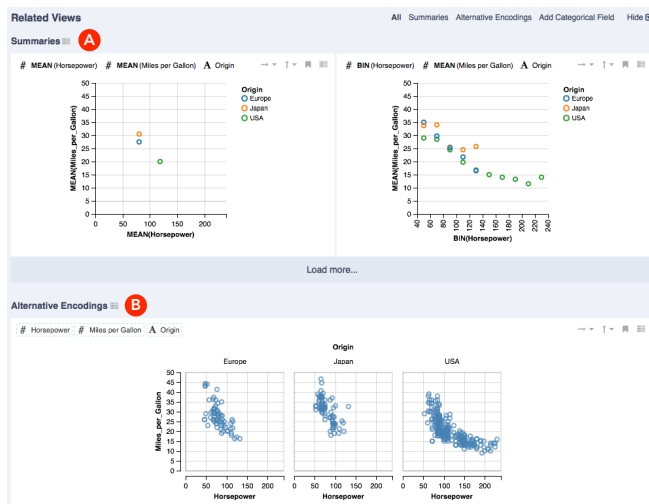 Related Views
All Summaries Alternative Encodings Add Categorical Field Hide
Summaries A
# MEAN (Horsepower) # MEAN (Miles per Gallon) A Origin
50
45
40
35
30
25
20
15
10
5
0
MEAN(Miles_per_Gallon)
0 50 100 150 200
MEAN(Horsepower)
Origin
Europe
Japan
USA
# BIN (Horsepower) # MEAN (Miles per Gallon) A Origin
50
45
40
35
30
25
20
15
10
5
0
MEAN(Miles_per_Gallon)
40 60 80 100 120 140 160 180 200 220 240
BIN(Horsepower)
Origin
Europe
Japan
USA
Load more...
Alternative Encodings B
# Horsepower # Miles per Gallon A Origin
Origin
Europe Japan USA
50
45
40
35
30
25
20
15
10
5
0
Miles_per_Gallon
0 50 100 150 200 0 50 100 150 200 0 50 100 150 200
Horsepower Horsepower Horsepower